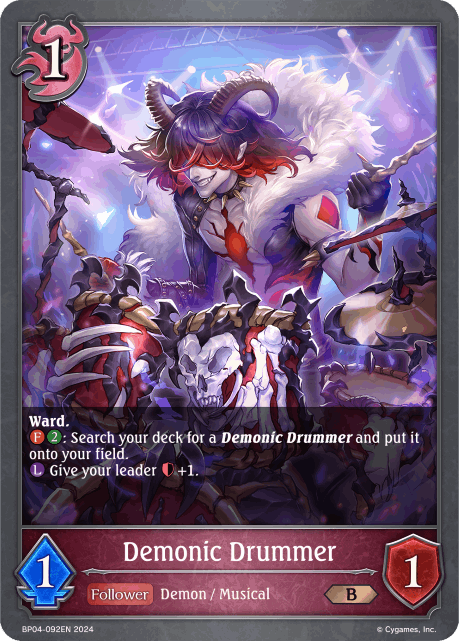 1
Ward.
F 2: Search your deck for a Demonic Drummer and put it
onto your field.
L Give your leader +1.
Demonic Drummer
1
Follower Demon / Musical
B
1
BP04-092EN 2024
© Cygames, Inc.